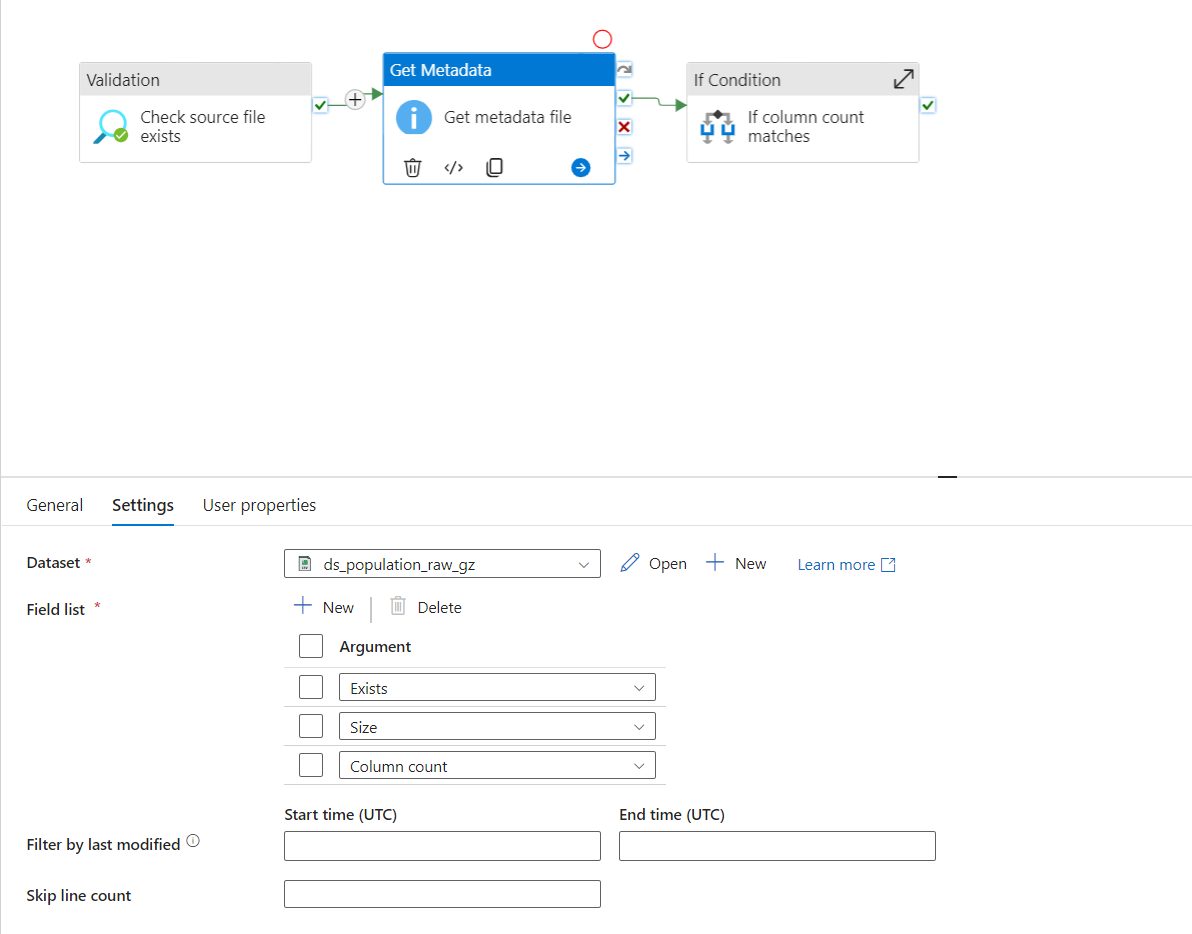 Validation
Check source file
exists
Get Metadata
Get metadata file
If Condition
If column count
matches
General Settings User properties
Dataset * ds_population_raw_gz Open New Learn more
Field list * New Delete
Argument
Exists
Size
Column count
Start time (UTC) End time (UTC)
Filter by last modified
Skip line count